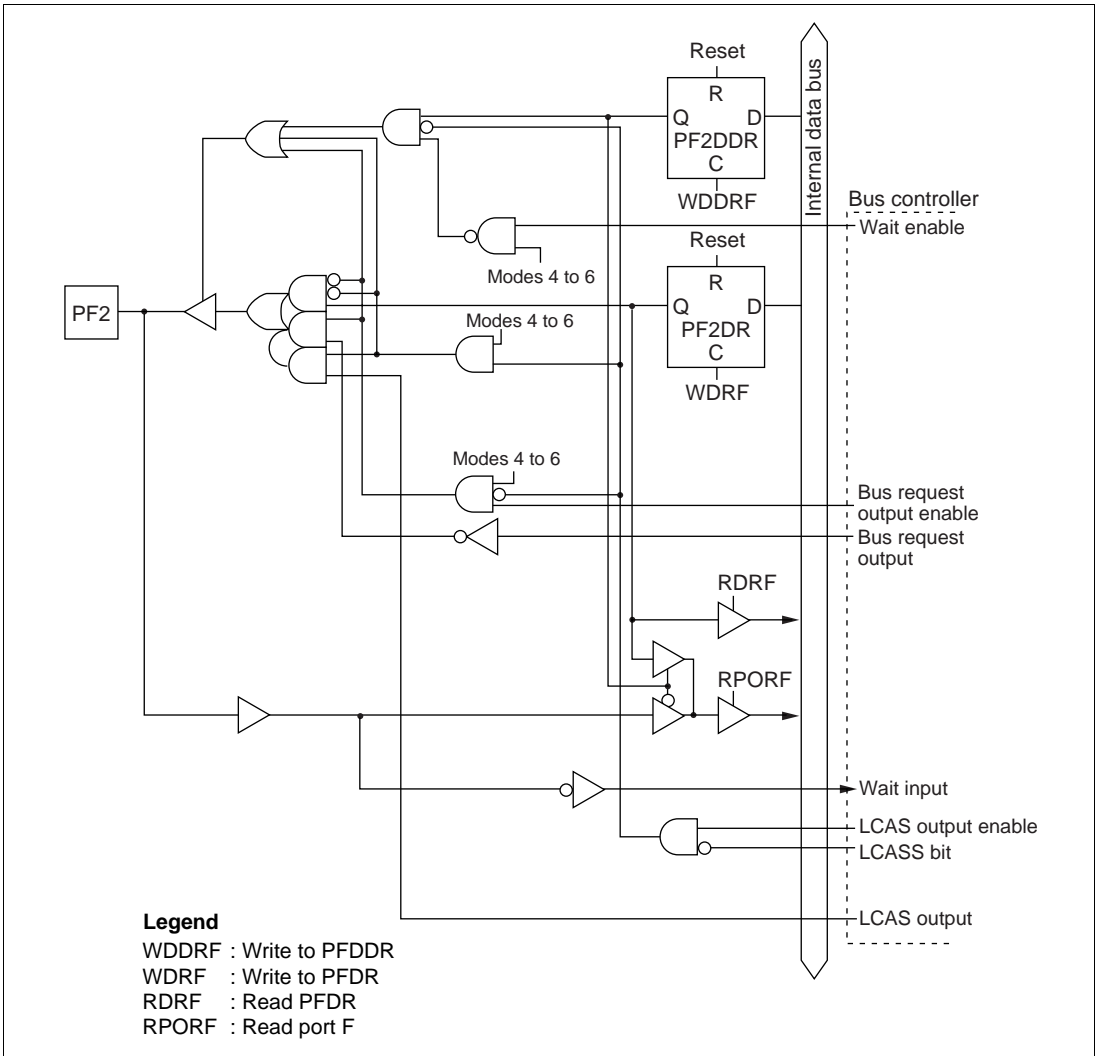 Reset
R
Q D
PF2DDR
C
WDDRF
Internal data bus
Bus controller
Wait enable
Modes 4 to 6
Reset
R
Q D
PF2DR
C
WDRF
PF2
Modes 4 to 6
Modes 4 to 6
Bus request
output enable
Bus request
output
RDRF
RPORF
Wait input
LCAS output enable
LCASS bit
LCAS output
Legend
WDDRF : Write to PFDDR
WDRF : Write to PFDR
RDRF : Read PFDR
RPORF : Read port F